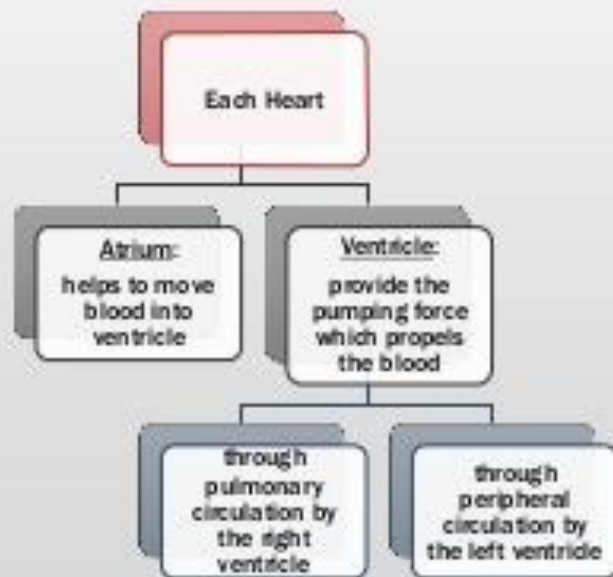 Each Heart
Atrium:
helps to move
blood into
ventricle
Ventricle:
provide the
pumping force
which propels
the blood
through
pulmonary
circulation by
the right
ventricle
through
peripheral
circulation by
the left ventricle